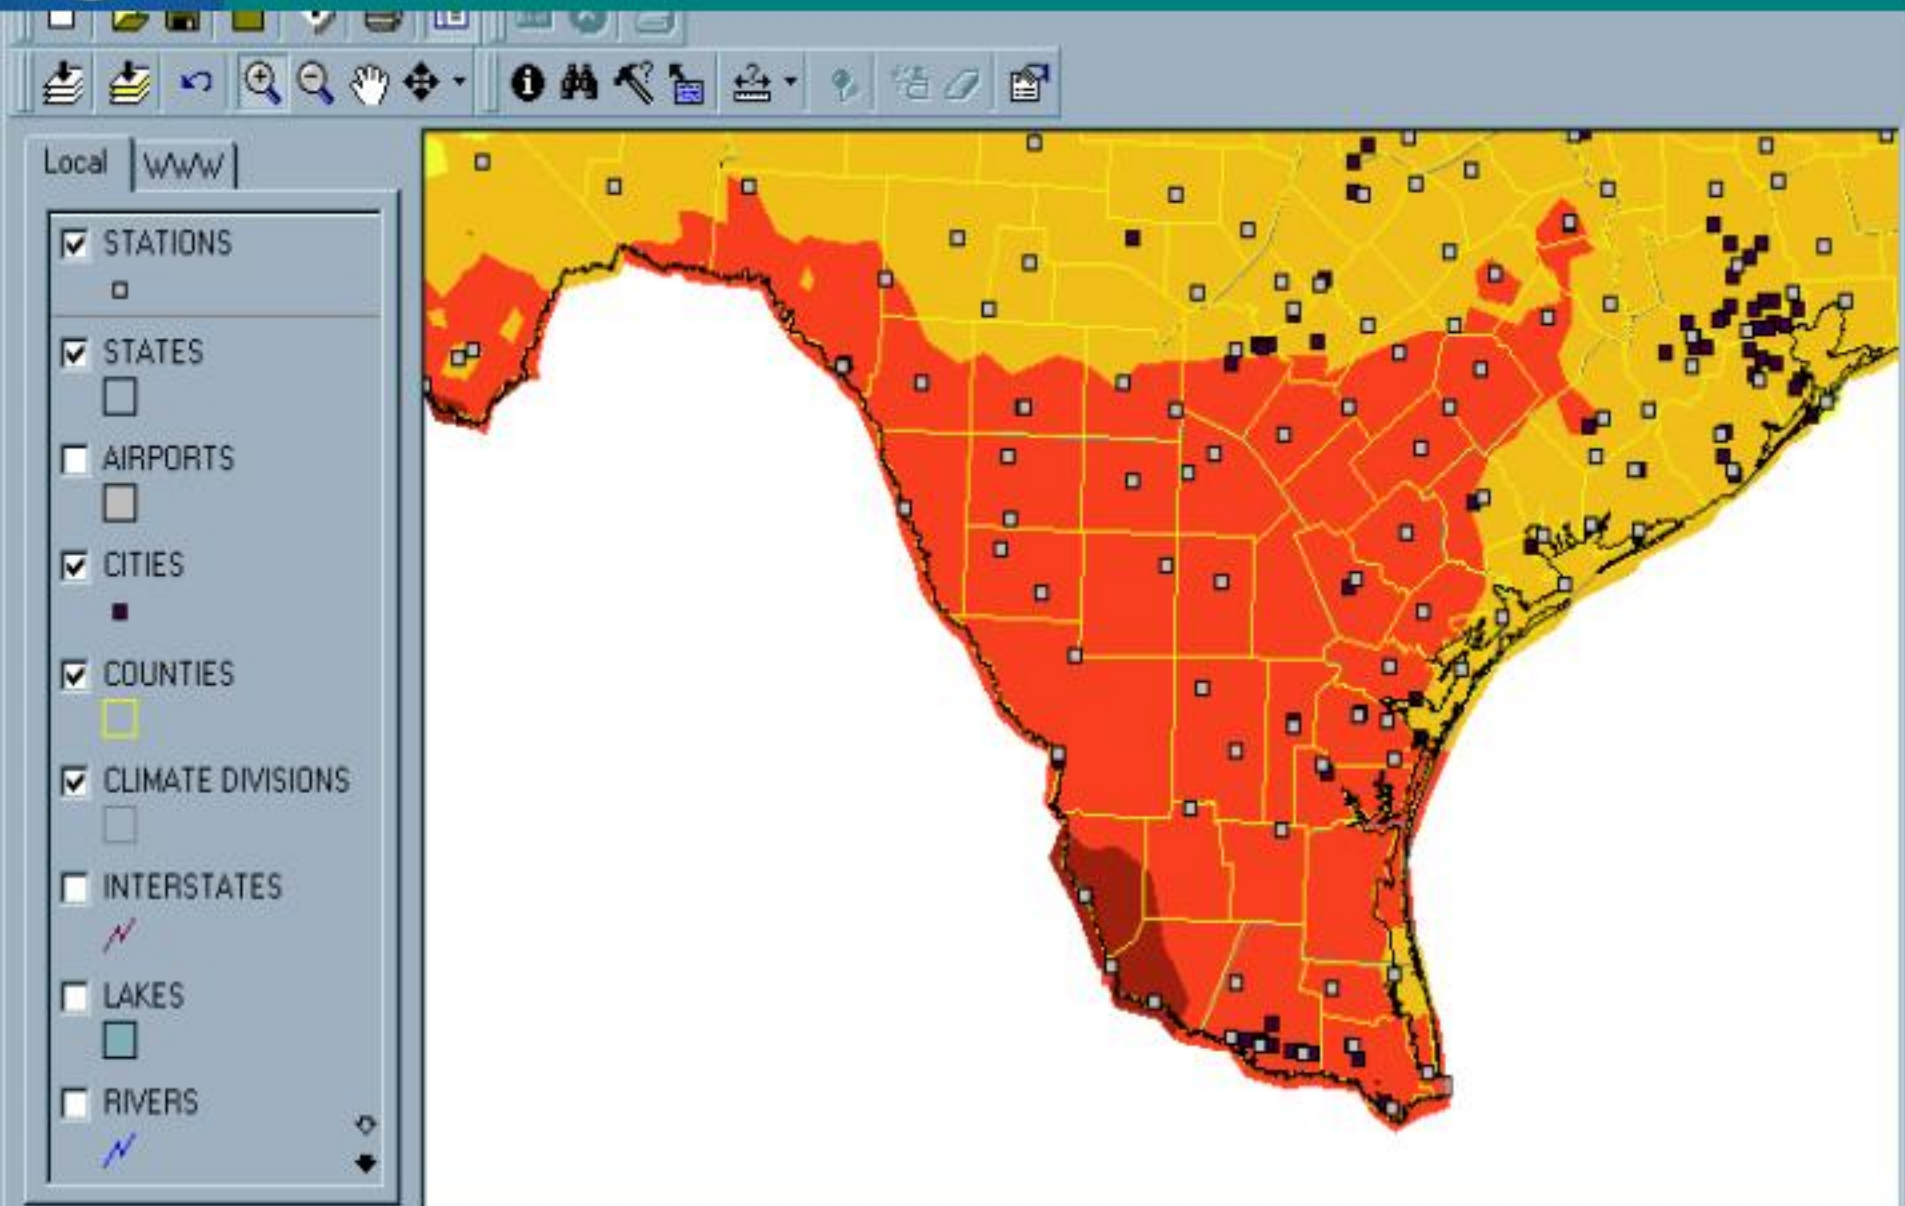 Local
WWW
STATIONS
STATES
AIRPORTS
CITIES
COUNTIES
CLIMATE DIVISIONS
INTERSTATES
LAKES
RIVERS